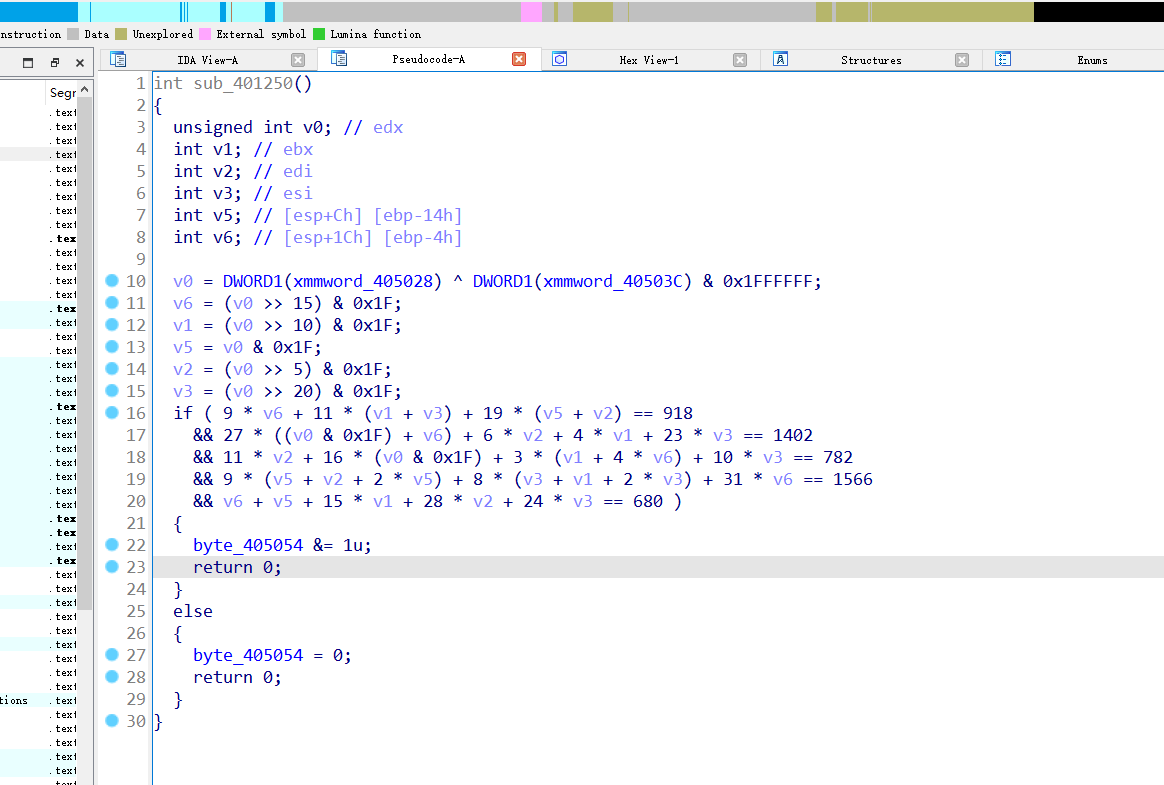 nstruction Data Unexplored External symbol Lumina function
IDA View-A Pseudocode-A Hex View-1 Structures Enums
Segr
.text
.text
.text
.text
.text
.text
.text
.text
.text
.tex
.text
.text
.text
.text
.tex
.text
.text
.text
.text
.text
.text
.tex
.text
.text
.text
.text
.text
.text
.text
.tex
.tex
.text
.tex
.text
.text
.text
.text
.text
.text
.text
.text
.text
tions .text
.text
.text
.text
.text
.text
.text
1 int sub_401250()
2 {
3 unsigned int v0; // edx
4 int v1; // ebx
5 int v2; // edi
6 int v3; // esi
7 int v5; // [esp+Ch] [ebp-14h]
8 int v6; // [esp+1Ch] [ebp-4h]
9
10 v0 = DWORD1(xmmword_405028) ^ DWORD1(xmmword_40503C) & 0x1FFFFFF;
11 v6 = (v0 >> 15) & 0x1F;
12 v1 = (v0 >> 10) & 0x1F;
13 v5 = v0 & 0x1F;
14 v2 = (v0 >> 5) & 0x1F;
15 v3 = (v0 >> 20) & 0x1F;
16 if ( 9 * v6 + 11 * (v1 + v3) + 19 * (v5 + v2) == 918
17 && 27 * ((v0 & 0x1F) + v6) + 6 * v2 + 4 * v1 + 23 * v3 == 1402
18 && 11 * v2 + 16 * (v0 & 0x1F) + 3 * (v1 + 4 * v6) + 10 * v3 == 782
19 && 9 * (v5 + v2 + 2 * v5) + 8 * (v3 + v1 + 2 * v3) + 31 * v6 == 1566
20 && v6 + v5 + 15 * v1 + 28 * v2 + 24 * v3 == 680 )
21 {
22 byte_405054 &= 1u;
23 return 0;
24 }
25 else
26 {
27 byte_405054 = 0;
28 return 0;
29 }
30 }